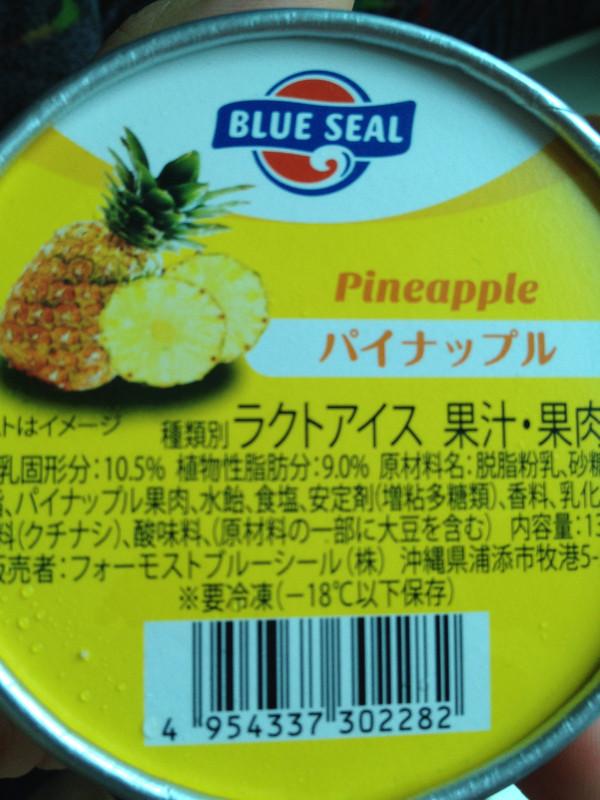 BLUE SEAL
Pineapple
パイナップル
トはイメージ
種類別 ラクトアイス 果汁・果肉
乳固形分:10.5% 植物性脂肪分:9.0% 原材料名:脱脂粉乳、砂糖
、パイナップル果肉、水飴、食塩、安定剤(増粘多糖類)、香料、乳化
料(クチナシ)、酸味料、(原材料の一部に大豆を含む) 内容量:13
売者:フォーモストブルーシール(株) 沖縄県浦添市牧港5-
※要冷凍(-18℃以下保存)
4 954337 302282